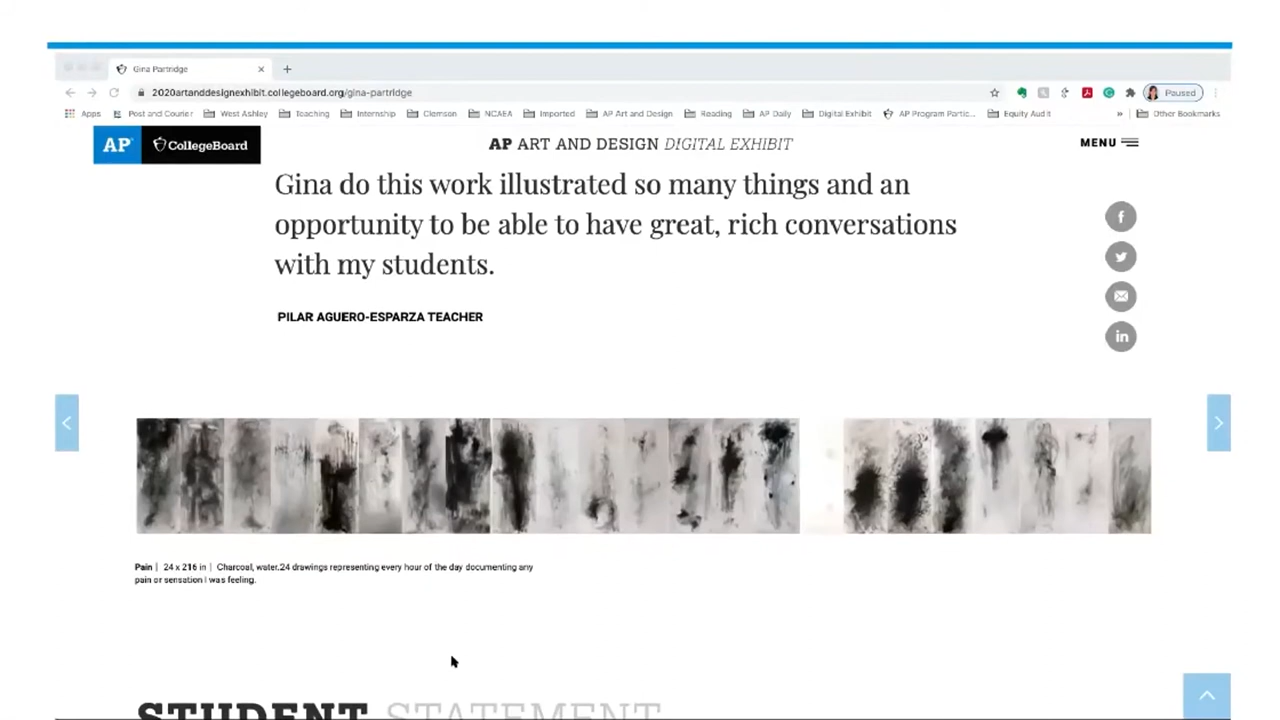 Gina Partridge
2020artanddesignexhibit.collegeboard.org/gina-partridge
Paused
Apps Post and Courier West Ashley Teaching Internship Clemson NCAEA Imported AP Art and Design Reading AP Daily Digital Exhibit AP Program Partic... Equity Audit » Other Bookmarks
AP CollegeBoard
AP ART AND DESIGN DIGITAL EXHIBIT
MENU
Gina do this work illustrated so many things and an
opportunity to be able to have great, rich conversations
with my students.
PILAR AGUERO-ESPARZA TEACHER
Pain | 24 x 216 in | Charcoal, water.24 drawings representing every hour of the day documenting any
pain or sensation I was feeling.
STUDENT STATEMENT